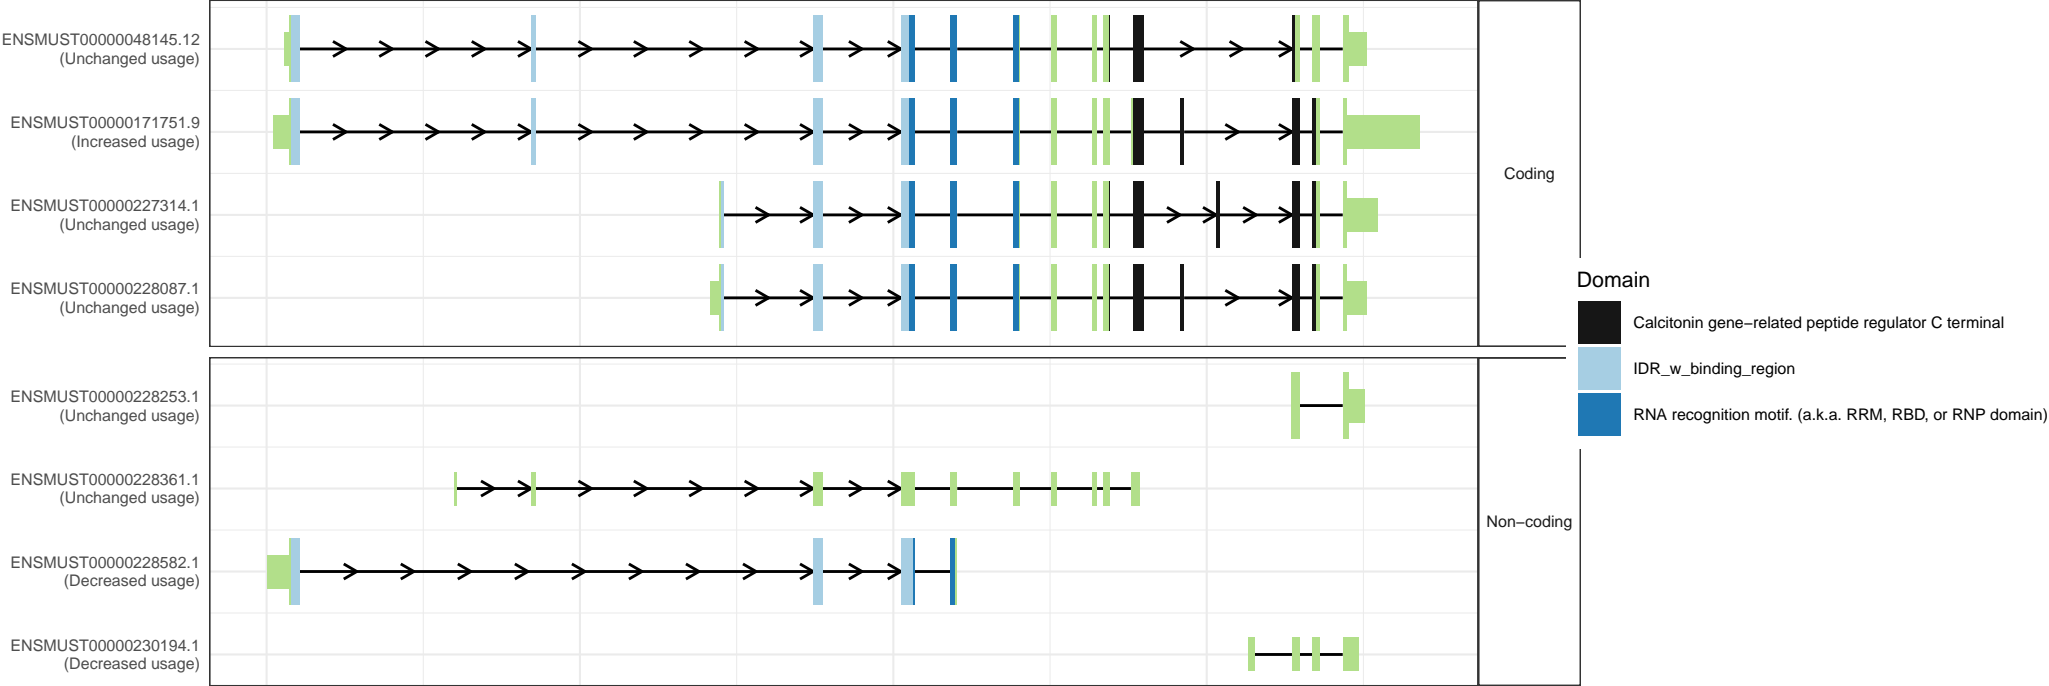 ENSMUST00000048145.12
(Unchanged usage)
ENSMUST00000171751.9
(Increased usage)
ENSMUST00000227314.1
(Unchanged usage)
ENSMUST00000228087.1
(Unchanged usage)
Coding
ENSMUST00000228253.1
(Unchanged usage)
ENSMUST00000228361.1
(Unchanged usage)
ENSMUST00000228582.1
(Decreased usage)
ENSMUST00000230194.1
(Decreased usage)
Non−coding
Domain
Calcitonin gene−related peptide regulator C terminal
IDR_w_binding_region
RNA recognition motif. (a.k.a. RRM, RBD, or RNP domain)